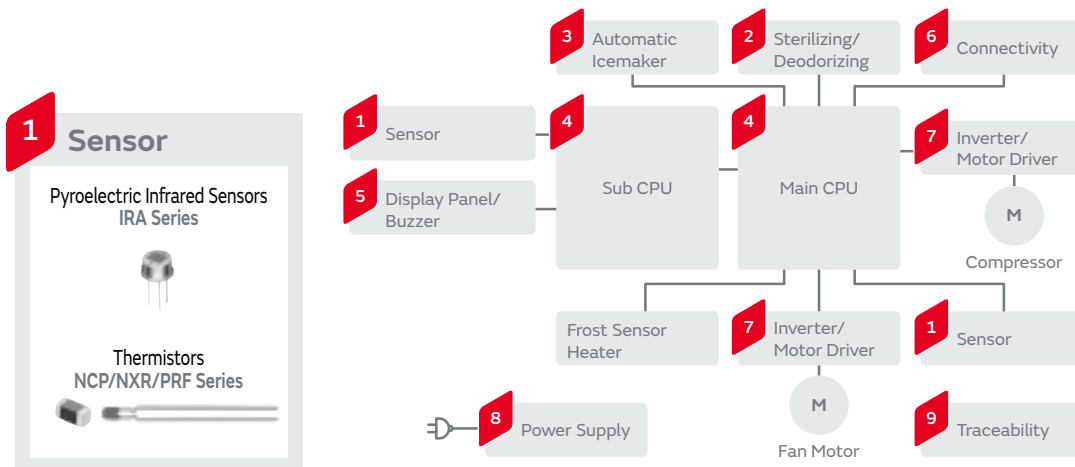 1
Sensor
Pyroelectric Infrared Sensors
IRA Series
Thermistors
NCP/NXR/PRF Series
3
Automatic
Icemaker
2
Sterilizing/
Deodorizing
6
Connectivity
1
Sensor
5
Display Panel/
Buzzer
4
Sub CPU
4
Main CPU
7
Inverter/
Motor Driver
M
Compressor
Frost Sensor
Heater
7
Inverter/
Motor Driver
M
Fan Motor
1
Sensor
8
Power Supply
9
Traceability